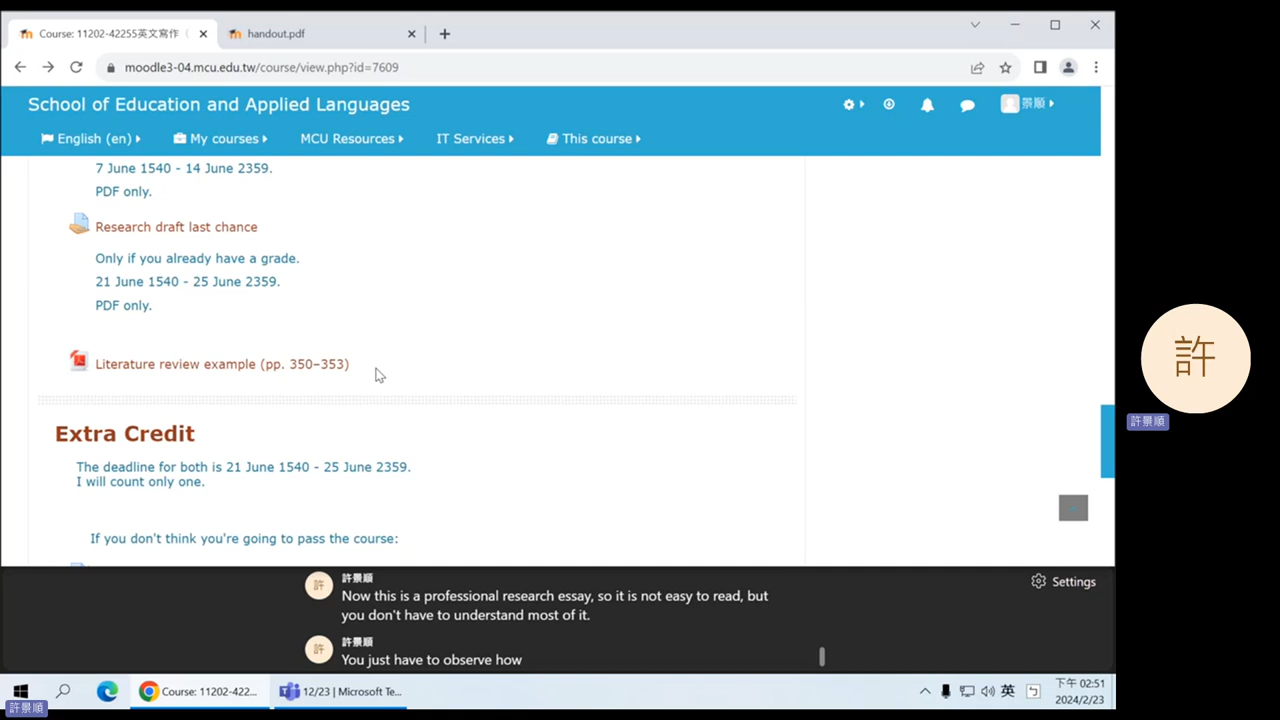 Course: 11202-42255英文寫作（
handout.pdf
moodle3-04.mcu.edu.tw/course/view.php?id=7609
School of Education and Applied Languages
景順
English (en)
My courses
MCU Resources
IT Services
This course
7 June 1540 - 14 June 2359.
PDF only.
Research draft last chance
Only if you already have a grade.
21 June 1540 - 25 June 2359.
PDF only.
Literature review example (pp. 350–353)
Extra Credit
The deadline for both is 21 June 1540 - 25 June 2359.
I will count only one.
If you don't think you're going to pass the course:
許
許景順
許
許景順
Now this is a professional research essay, so it is not easy to read, but
you don't have to understand most of it.
許
許景順
You just have to observe how
Settings
Course: 11202-422...
12/23 | Microsoft Te...
英
下午 02:51
2024/2/23
許景順